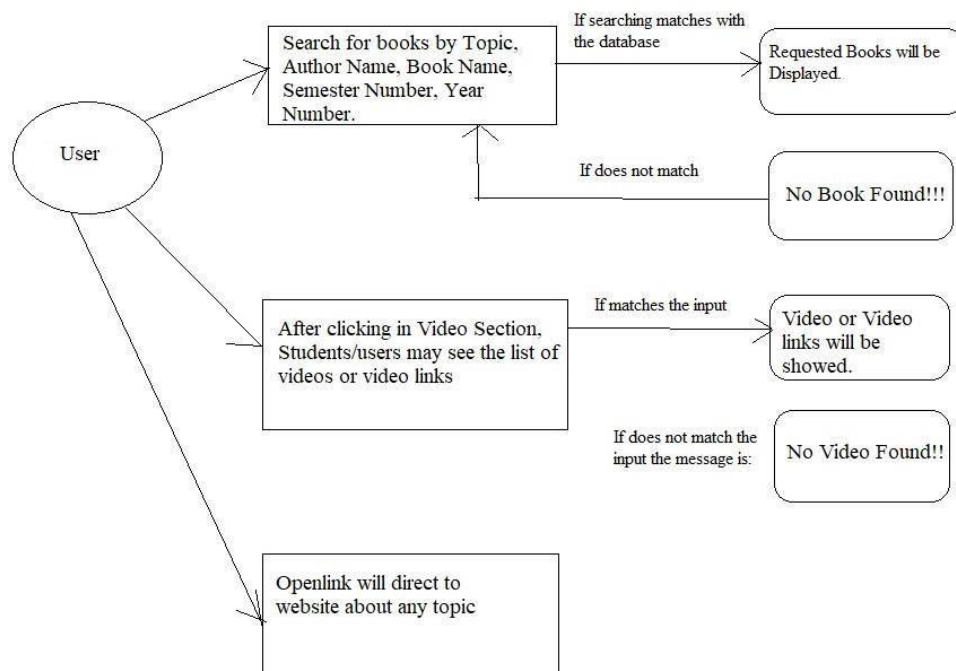 If searching matches with
the database
Search for books by Topic,
Author Name, Book Name,
Semester Number, Year
Number.
Requested Books will be
Displayed.
User
If does not match
No Book Found!!!
After clicking in Video Section,
Students/users may see the list of
videos or video links
If matches the input
Video or Video
links will be
showed.
If does not match the
input the message is:
No Video Found!!
Openlink will direct to
website about any topic